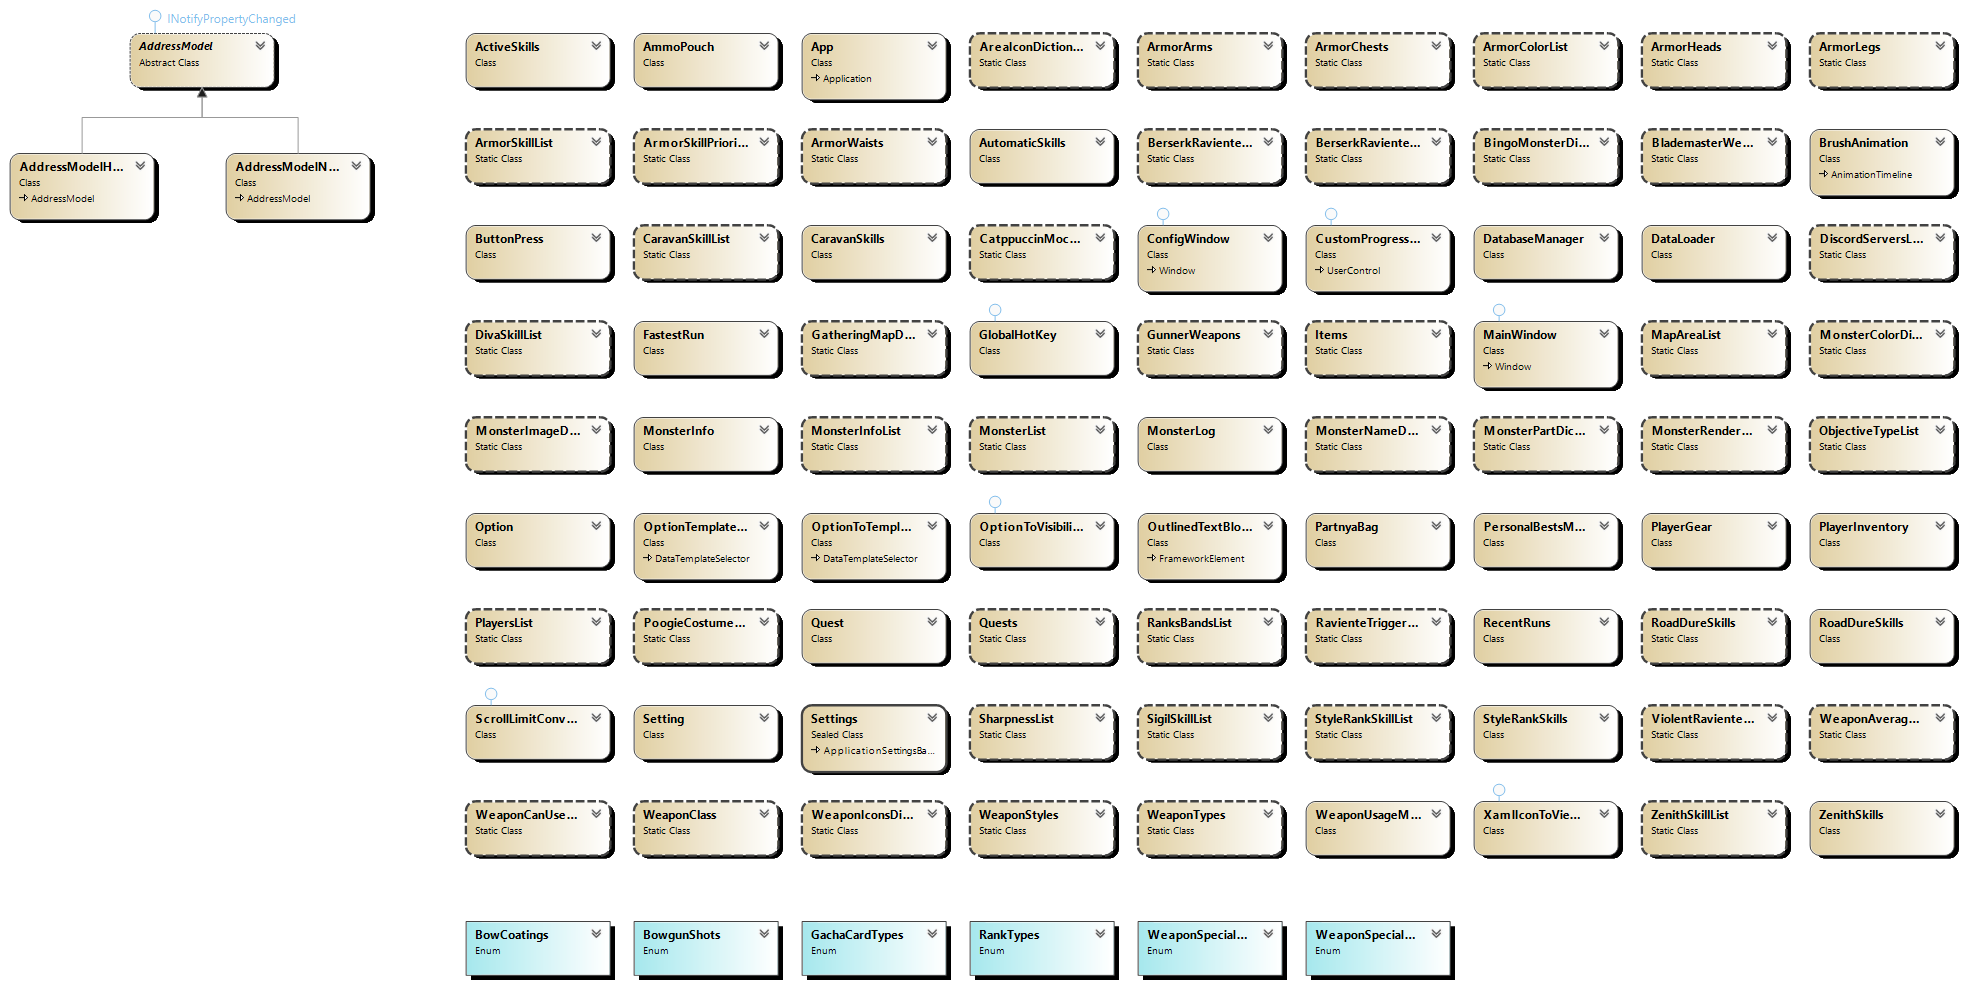 INotifyPropertyChanged
AddressModel
Abstract Class
AddressModelH...
Class
AddressModel
AddressModelN...
Class
AddressModel
ActiveSkills
Class
AmmoPouch
Class
App
Class
Application
AreaIconDiction...
Static Class
ArmorArms
Static Class
ArmorChests
Static Class
ArmorColorList
Static Class
ArmorHeads
Static Class
ArmorLegs
Static Class
ArmorSkillList
Static Class
ArmorSkillPriori...
Static Class
ArmorWaists
Static Class
AutomaticSkills
Class
BerserkRaviente...
Static Class
BerserkRaviente...
Static Class
BingoMonsterDi...
Static Class
BlademasterWe...
Static Class
BrushAnimation
Class
AnimationTimeline
ButtonPress
Class
CaravanSkillList
Static Class
CaravanSkills
Class
CatppuccinMoc...
Static Class
ConfigWindow
Class
Window
CustomProgress...
Class
UserControl
DatabaseManager
Class
DataLoader
Class
DiscordServersL...
Static Class
DivaSkillList
Static Class
FastestRun
Class
GatheringMapD...
Static Class
GlobalHotKey
Class
GunnerWeapons
Static Class
Items
Static Class
MainWindow
Class
Window
MapAreaList
Static Class
MonsterColorDi...
Static Class
MonsterImageD...
Static Class
MonsterInfo
Class
MonsterInfoList
Static Class
MonsterList
Static Class
MonsterLog
Class
MonsterNameD...
Static Class
MonsterPartDic...
Static Class
MonsterRender...
Static Class
ObjectiveTypeList
Static Class
Option
Class
OptionTemplate...
Class
DataTemplateSelector
OptionToTempl...
Class
DataTemplateSelector
OptionToVisibili...
Class
OutlinedTextBlo...
Class
FrameworkElement
PartnyaBag
Class
PersonalBestsM...
Class
PlayerGear
Class
PlayerInventory
Class
PlayersList
Static Class
PoogieCostume...
Static Class
Quest
Class
Quests
Static Class
RanksBandsList
Static Class
RavienteTrigger...
Static Class
RecentRuns
Class
RoadDureSkills
Static Class
RoadDureSkills
Class
ScrollLimitConv...
Class
Setting
Class
Settings
Sealed Class
ApplicationSettingsBa...
SharpnessList
Static Class
SigilSkillList
Static Class
StyleRankSkillList
Static Class
StyleRankSkills
Class
ViolentRaviente...
Static Class
WeaponAverag...
Static Class
WeaponCanUse...
Static Class
WeaponClass
Static Class
WeaponIconsDi...
Static Class
WeaponStyles
Static Class
WeaponTypes
Static Class
WeaponUsageM...
Class
XamlIconToVie...
Class
ZenithSkillList
Static Class
ZenithSkills
Class
BowCoatings
Enum
BowgunShots
Enum
GachaCardTypes
Enum
RankTypes
Enum
WeaponSpecial...
Enum
WeaponSpecial...
Enum